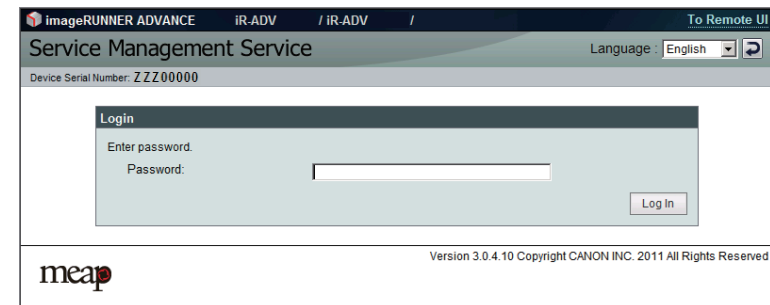 imageRUNNER ADVANCE iR-ADV / iR-ADV / To Remote UI
Service Management Service Language : English
Device Serial Number: ZZZ00000
Login
Enter password.
Password:
Log In
Version 3.0.4.10 Copyright CANON INC. 2011 All Rights Reserved
meap